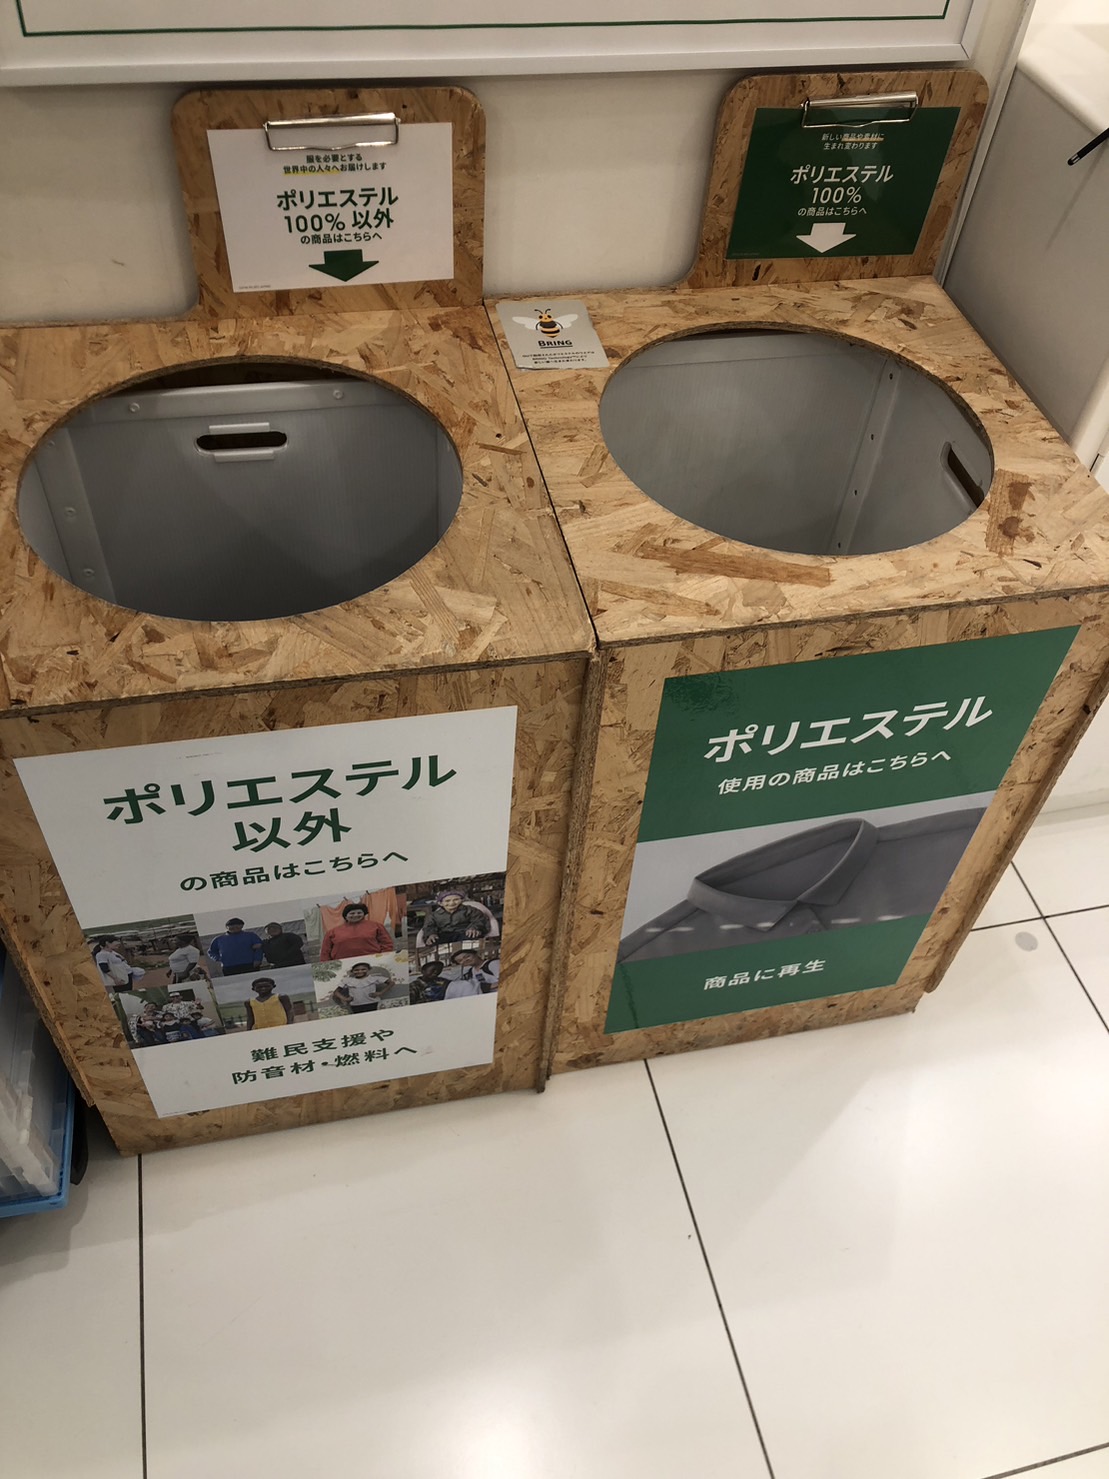 服を必要とする
世界中の人々へお届けします
ポリエステル
100% 以外
の商品はこちらへ
新しい商品や素材に
生まれ変わります
ポリエステル
100%
の商品はこちらへ
BRING
ポリエステル
以外
の商品はこちらへ
難民支援や
防音材・燃料へ
ポリエステル
使用の商品はこちらへ
商品に再生